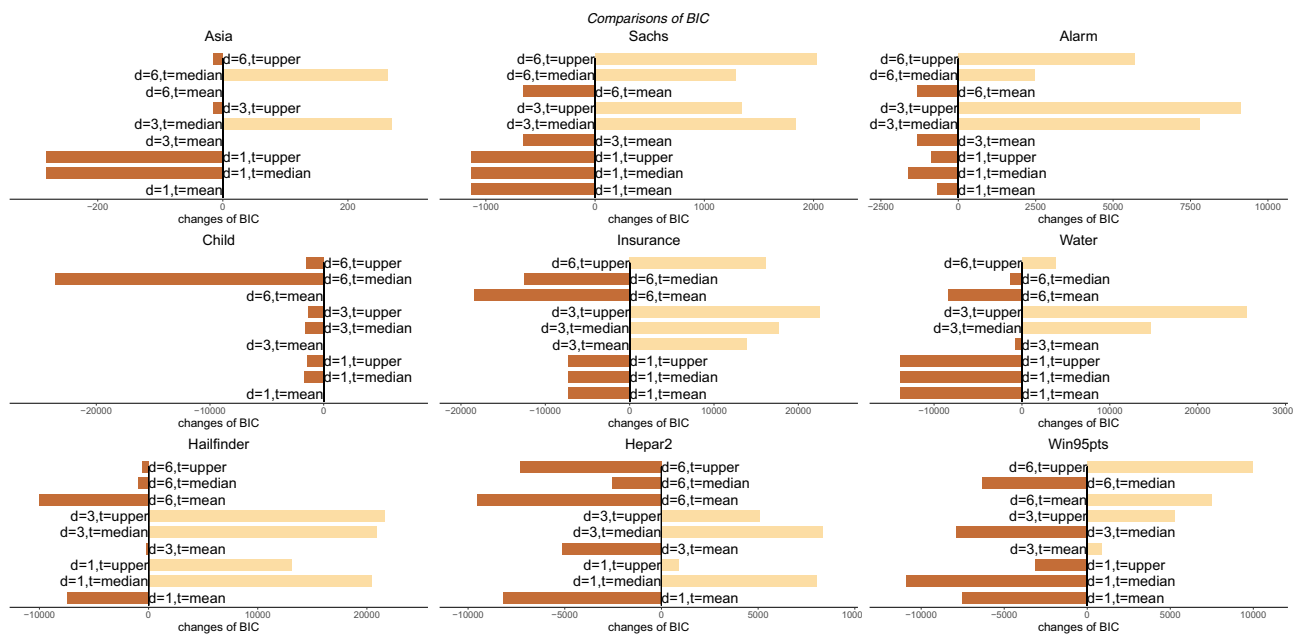 Comparisons of BIC
Asia
d=6,t=upper
d=6,t=median
d=6,t=mean
d=3,t=upper
d=3,t=median
d=3,t=mean
d=1,t=upper
d=1,t=median
d=1,t=mean
−200 0 200
changes of BIC
Sachs
d=6,t=upper
d=6,t=median
d=6,t=mean
d=3,t=upper
d=3,t=median
d=3,t=mean
d=1,t=upper
d=1,t=median
d=1,t=mean
−1000 0 1000 2000
changes of BIC
Alarm
d=6,t=upper
d=6,t=median
d=6,t=mean
d=3,t=upper
d=3,t=median
d=3,t=mean
d=1,t=upper
d=1,t=median
d=1,t=mean
−2500 0 2500 5000 7500 10000
changes of BIC
Child
d=6,t=upper
d=6,t=median
d=6,t=mean
d=3,t=upper
d=3,t=median
d=3,t=mean
d=1,t=upper
d=1,t=median
d=1,t=mean
−20000 −10000 0
changes of BIC
Insurance
d=6,t=upper
d=6,t=median
d=6,t=mean
d=3,t=upper
d=3,t=median
d=3,t=mean
d=1,t=upper
d=1,t=median
d=1,t=mean
−20000 −10000 0 10000 20000
changes of BIC
Water
d=6,t=upper
d=6,t=median
d=6,t=mean
d=3,t=upper
d=3,t=median
d=3,t=mean
d=1,t=upper
d=1,t=median
d=1,t=mean
−10000 0 10000 20000 3000
changes of BIC
Hailfinder
d=6,t=upper
d=6,t=median
d=6,t=mean
d=3,t=upper
d=3,t=median
d=3,t=mean
d=1,t=upper
d=1,t=median
d=1,t=mean
−10000 0 10000 20000
changes of BIC
Hepar2
d=6,t=upper
d=6,t=median
d=6,t=mean
d=3,t=upper
d=3,t=median
d=3,t=mean
d=1,t=upper
d=1,t=median
d=1,t=mean
−10000 −5000 0 5000 1000
changes of BIC
Win95pts
d=6,t=upper
d=6,t=median
d=6,t=mean
d=3,t=upper
d=3,t=median
d=3,t=mean
d=1,t=upper
d=1,t=median
d=1,t=mean
−10000 −5000 0 5000 10000
changes of BIC